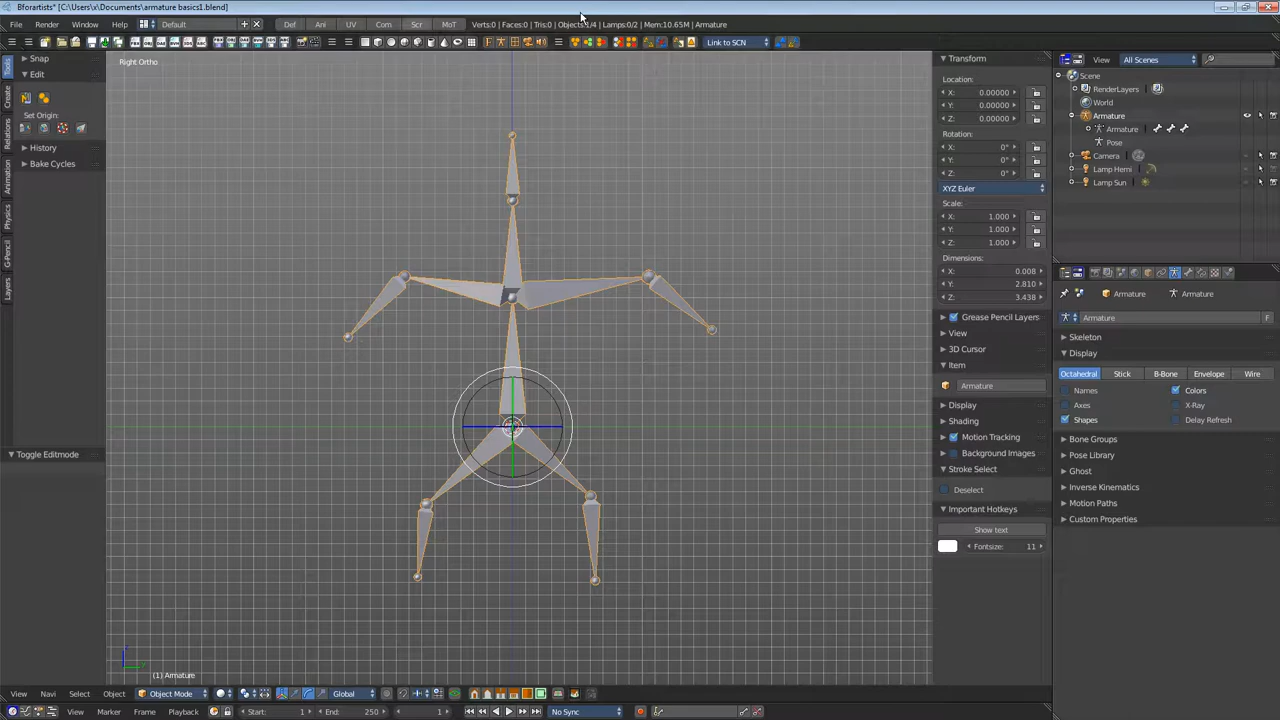 Bforartists* [C:\Users\x\Documents\armature basics1.blend]
File Render Window Help Default Def Ani UV Com Scr MoT Verts:0 | Faces:0 | Tris:0 | Objects:1/4 | Lamps:0/2 | Mem:10.65M | Armature
Link to SCN
Tools
Create
Relations
Animation
Physics
G-Pencil
Layers
Snap
Edit
Set Origin:
History
Bake Cycles
Toggle Editmode
Right Ortho
(1) Armature
Transform
Location:
X: 0.00000
Y: 0.00000
Z: 0.00000
Rotation:
X: 0°
Y: 0°
Z: 0°
XYZ Euler
Scale:
X: 1.000
Y: 1.000
Z: 1.000
Dimensions:
X: 0.008
Y: 2.810
Z: 3.438
Grease Pencil Layers
View
3D Cursor
Item
Armature
Display
Shading
Motion Tracking
Background Images
Stroke Select
Deselect
Important Hotkeys
Show text
Fontsize: 11
View All Scenes
Scene
RenderLayers
World
Armature
Armature
Pose
Camera
Lamp Hemi
Lamp Sun
Armature Armature
Armature F
Skeleton
Display
Octahedral Stick B-Bone Envelope Wire
Names Colors
Axes X-Ray
Shapes Delay Refresh
Bone Groups
Pose Library
Ghost
Inverse Kinematics
Motion Paths
Custom Properties
View Navi Select Object Object Mode Global
View Marker Frame Playback Start: 1 End: 250 1 No Sync